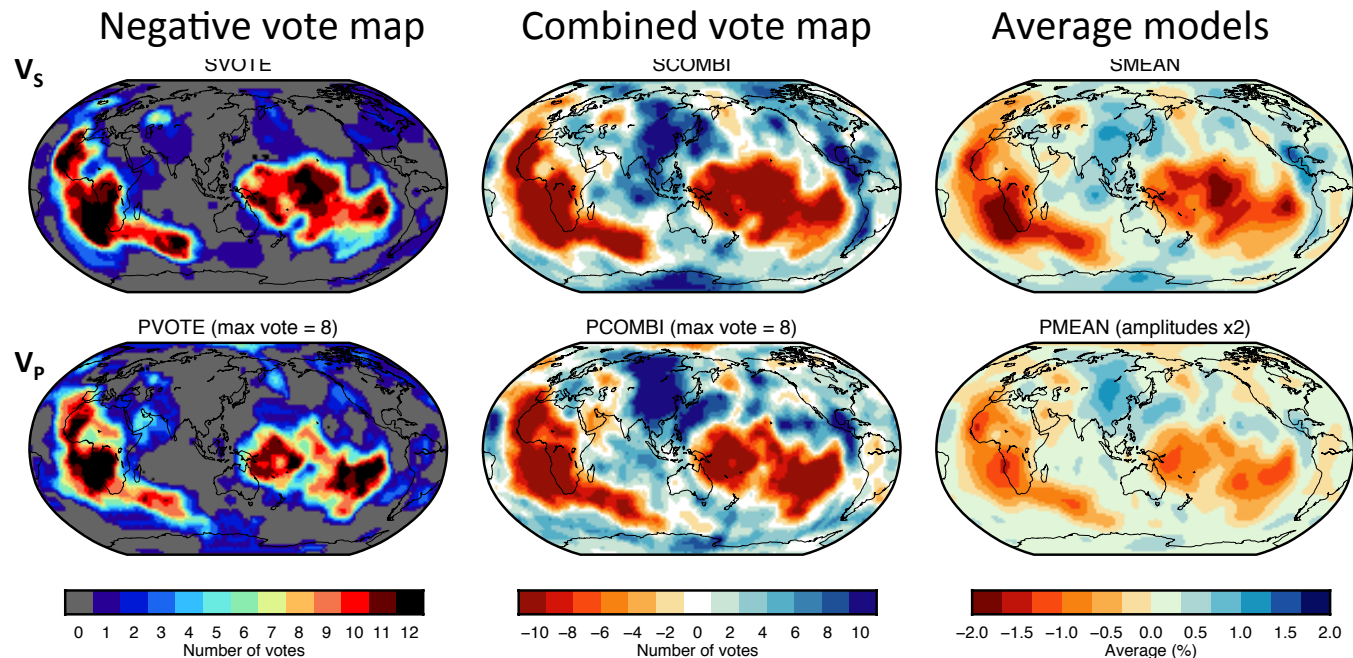 Negative vote map
Combined vote map
Average models
VS
SVOTE
SCOMBI
SMEAN
VP
PVOTE (max vote = 8)
PCOMBI (max vote = 8)
PMEAN (amplitudes x2)
0 1 2 3 4 5 6 7 8 9 10 11 12
Number of votes
−10 −8 −6 −4 −2 0 2 4 6 8 10
Number of votes
−2.0 −1.5 −1.0 −0.5 0.0 0.5 1.0 1.5 2.0
Average (%)